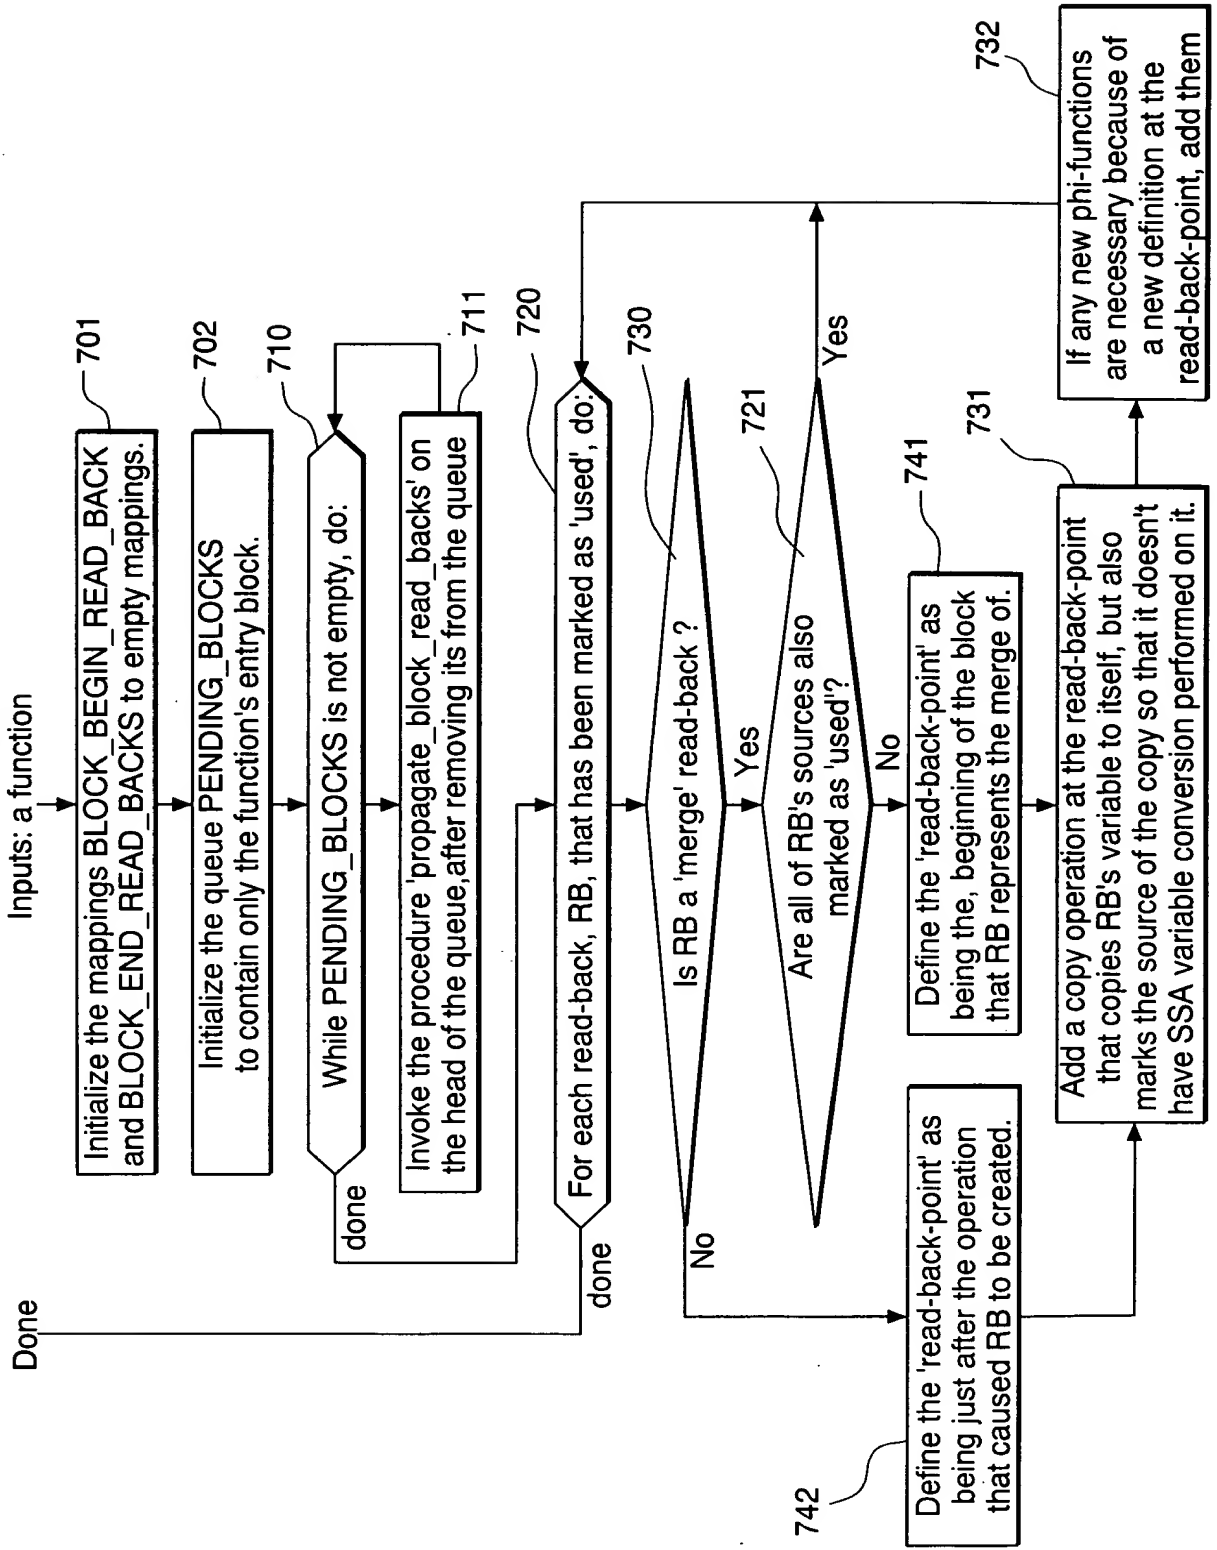 Inputs: a function
Done
701
Initialize the mappings BLOCK_BEGIN_READ_BACK
and BLOCK_END_READ_BACKS to empty mappings.
702
Initialize the queue PENDING_BLOCKS
to contain only the function's entry block.
710
While PENDING_BLOCKS is not empty, do:
done
711
Invoke the procedure 'propagate_block_read_backs' on
the head of the queue,after removing its from the queue
720
For each read-back, RB, that has been marked as 'used', do:
done
730
Is RB a 'merge' read-back ?
No
Yes
721
Are all of RB's sources also
marked as 'used'?
Yes
No
741
Define the 'read-back-point' as
being the, beginning of the block
that RB represents the merge of.
742
Define the 'read-back-point' as
being just after the operation
that caused RB to be created.
731
Add a copy operation at the read-back-point
that copies RB's variable to itself, but also
marks the source of the copy so that it doesn't
have SSA variable conversion performed on it.
732
If any new phi-functions
are necessary because of
a new definition at the
read-back-point, add them